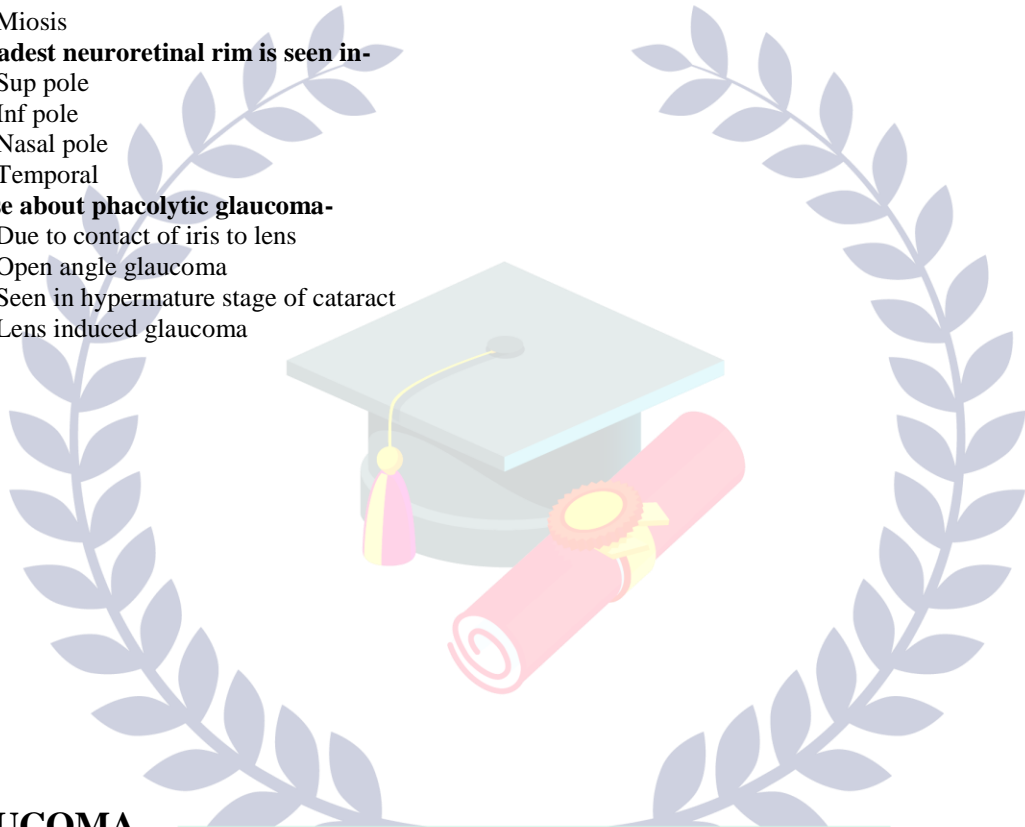 Miosis
adest neuroretinal rim is seen in-
Sup pole
Inf pole
Nasal pole
Temporal
se about phacolytic glaucoma-
Due to contact of iris to lens
Open angle glaucoma
Seen in hypermature stage of cataract
Lens induced glaucoma
UCOMA